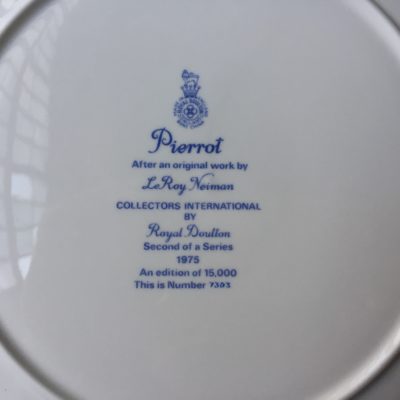 Pierrot
After an original work by
LeRoy Neiman
COLLECTORS INTERNATIONAL
BY
Royal Doulton
Second of a Series
1975
An edition of 15,000
This is Number 7303